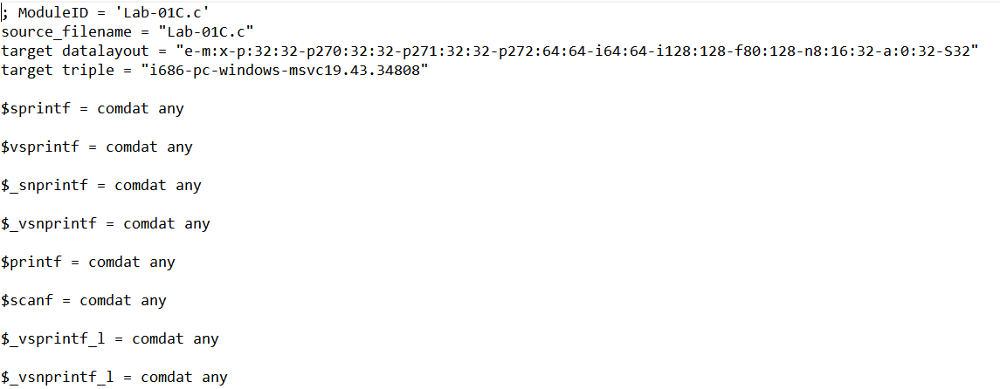 ; ModuleID = 'Lab-01C.c'
source_filename = "Lab-01C.c"
target datalayout = "e-m:x-p:32:32-p270:32:32-p271:32:32-p272:64:64-i64:64-i128:128-f80:128-n8:16:32-a:0:32-S32"
target triple = "i686-pc-windows-msvc19.43.34808"
$sprintf = comdat any
$vsprintf = comdat any
$_snprintf = comdat any
$_vsnprintf = comdat any
$printf = comdat any
$scanf = comdat any
$_vsprintf_l = comdat any
$_vsnprintf_l = comdat any